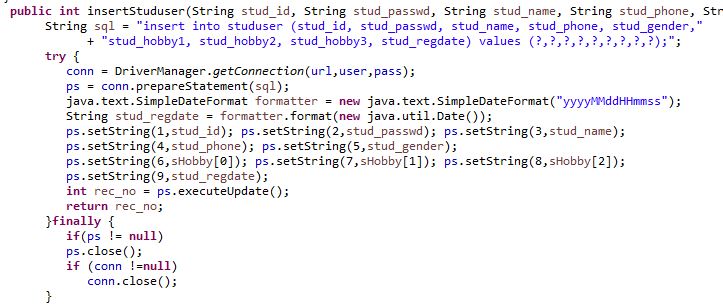 }
public int insertStuduser(String stud_id, String stud_passwd, String stud_name, String stud_phone, Str
String sql = "insert into studuser (stud_id, stud_passwd, stud_name, stud_phone, stud_gender,"
+ "stud_hobby1, stud_hobby2, stud_hobby3, stud_regdate) values (?,?,?,?,?,?,?,?,?);";
try {
conn = DriverManager.getConnection(url,user,pass);
ps = conn.prepareStatement(sql);
java.text.SimpleDateFormat formatter = new java.text.SimpleDateFormat("yyyyMMddHHmmss");
String stud_regdate = formatter.format(new java.util.Date());
ps.setString(1,stud_id); ps.setString(2,stud_passwd); ps.setString(3,stud_name);
ps.setString(4,stud_phone); ps.setString(5,stud_gender);
ps.setString(6,sHobby[0]); ps.setString(7,sHobby[1]); ps.setString(8,sHobby[2]);
ps.setString(9,stud_regdate);
int rec_no = ps.executeUpdate();
return rec_no;
}finally {
if(ps != null)
ps.close();
if (conn !=null)
conn.close();
}